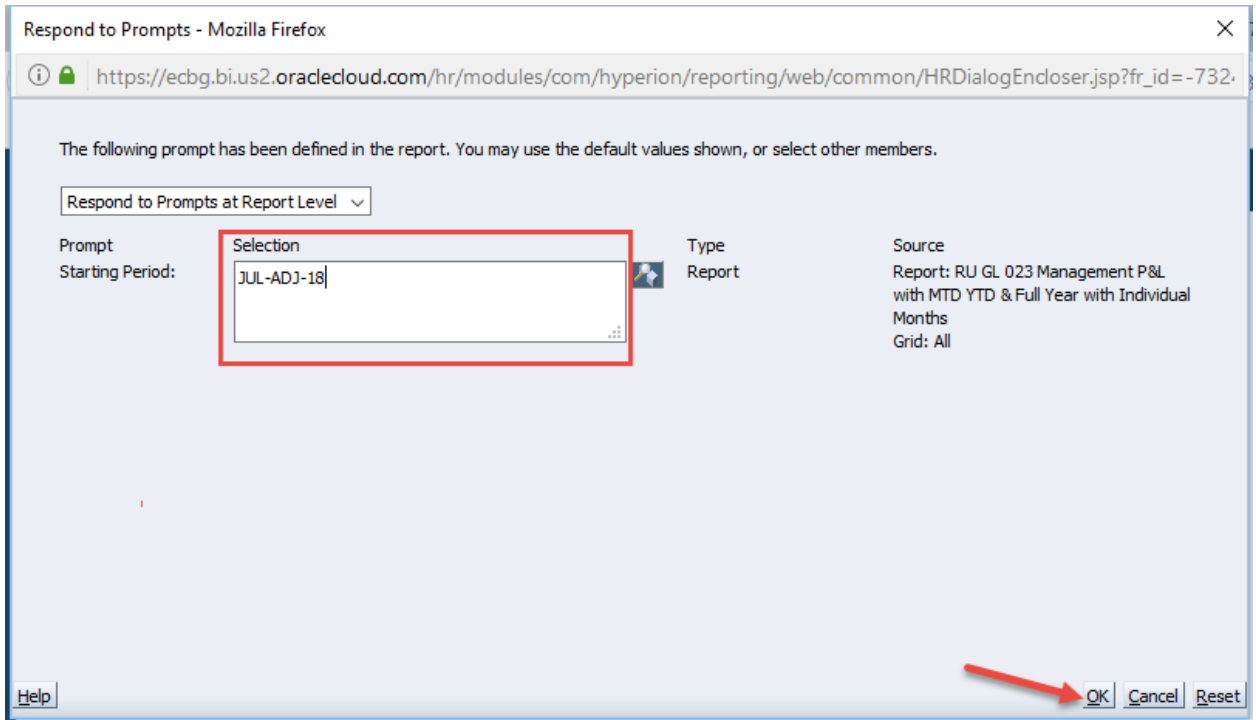 Respond to Prompts - Mozilla Firefox
https://ecbg.bi.us2.oraclecloud.com/hr/modules/com/hyperion/reporting/web/common/HRDialogEncloser.jsp?fr_id=-732
The following prompt has been defined in the report. You may use the default values shown, or select other members.
Respond to Prompts at Report Level
Prompt Selection Type Source
Starting Period: JUL-ADJ-18 Report Report: RU GL 023 Management P&L
with MTD YTD & Full Year with Individual
Months
Grid: All
Help OK Cancel Reset